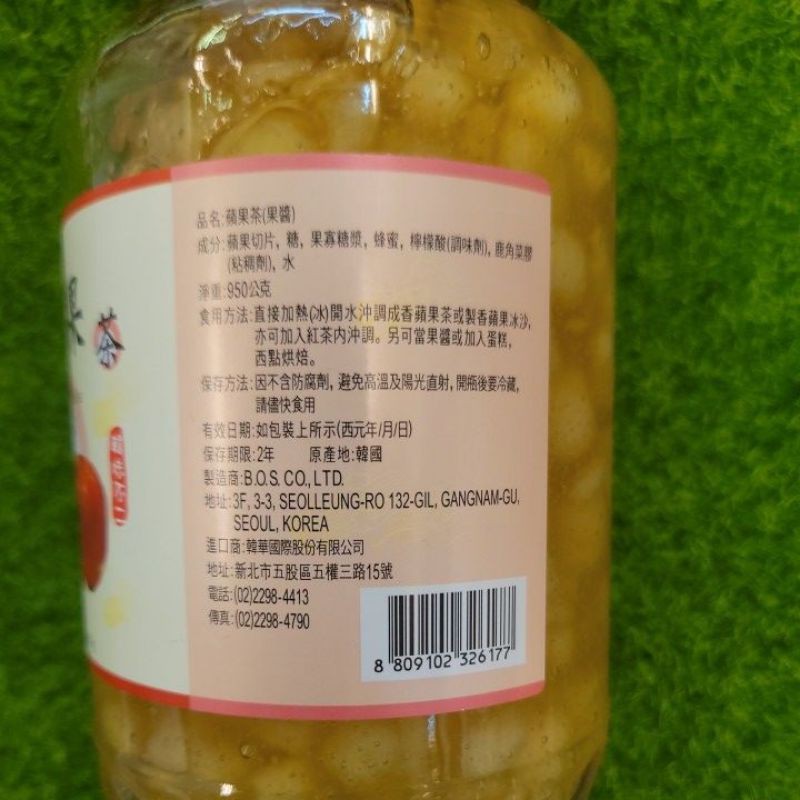 果
茶
品名:蘋果茶(果醬)
成分:蘋果切片, 糖, 果寡糖漿, 蜂蜜, 檸檬酸(調味劑), 鹿角菜膠
(粘稠劑), 水
淨重:950公克
食用方法:直接加熱(冰)開水沖調成香蘋果茶或製香蘋果冰沙,
亦可加入紅茶內沖調。另可當果醬或加入蛋糕,
西點烘焙。
保存方法:因不含防腐劑, 避免高溫及陽光直射, 開瓶後要冷藏,
請儘快食用
有效日期:如包裝上所示(西元年/月/日)
保存期限:2年 原產地:韓國
製造商:B.O.S. CO., LTD.
地址:3F, 3-3, SEOLLEUNG-RO 132-GIL, GANGNAM-GU,
SEOUL, KOREA
進口商:韓華國際股份有限公司
地址:新北市五股區五權三路15號
電話:(02)2298-4413
傳真:(02)2298-4790
8 809102 326177